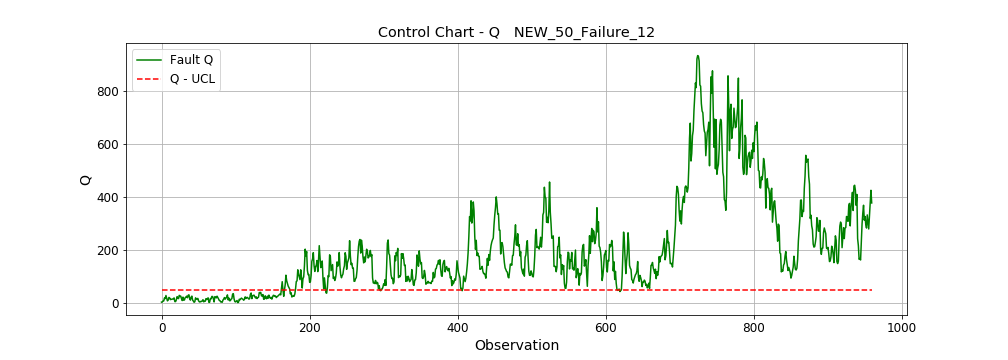 Control Chart - Q   NEW_50_Failure_12
Fault Q
Q - UCL
Q
800
600
400
200
0
0 200 400 600 800 1000
Observation